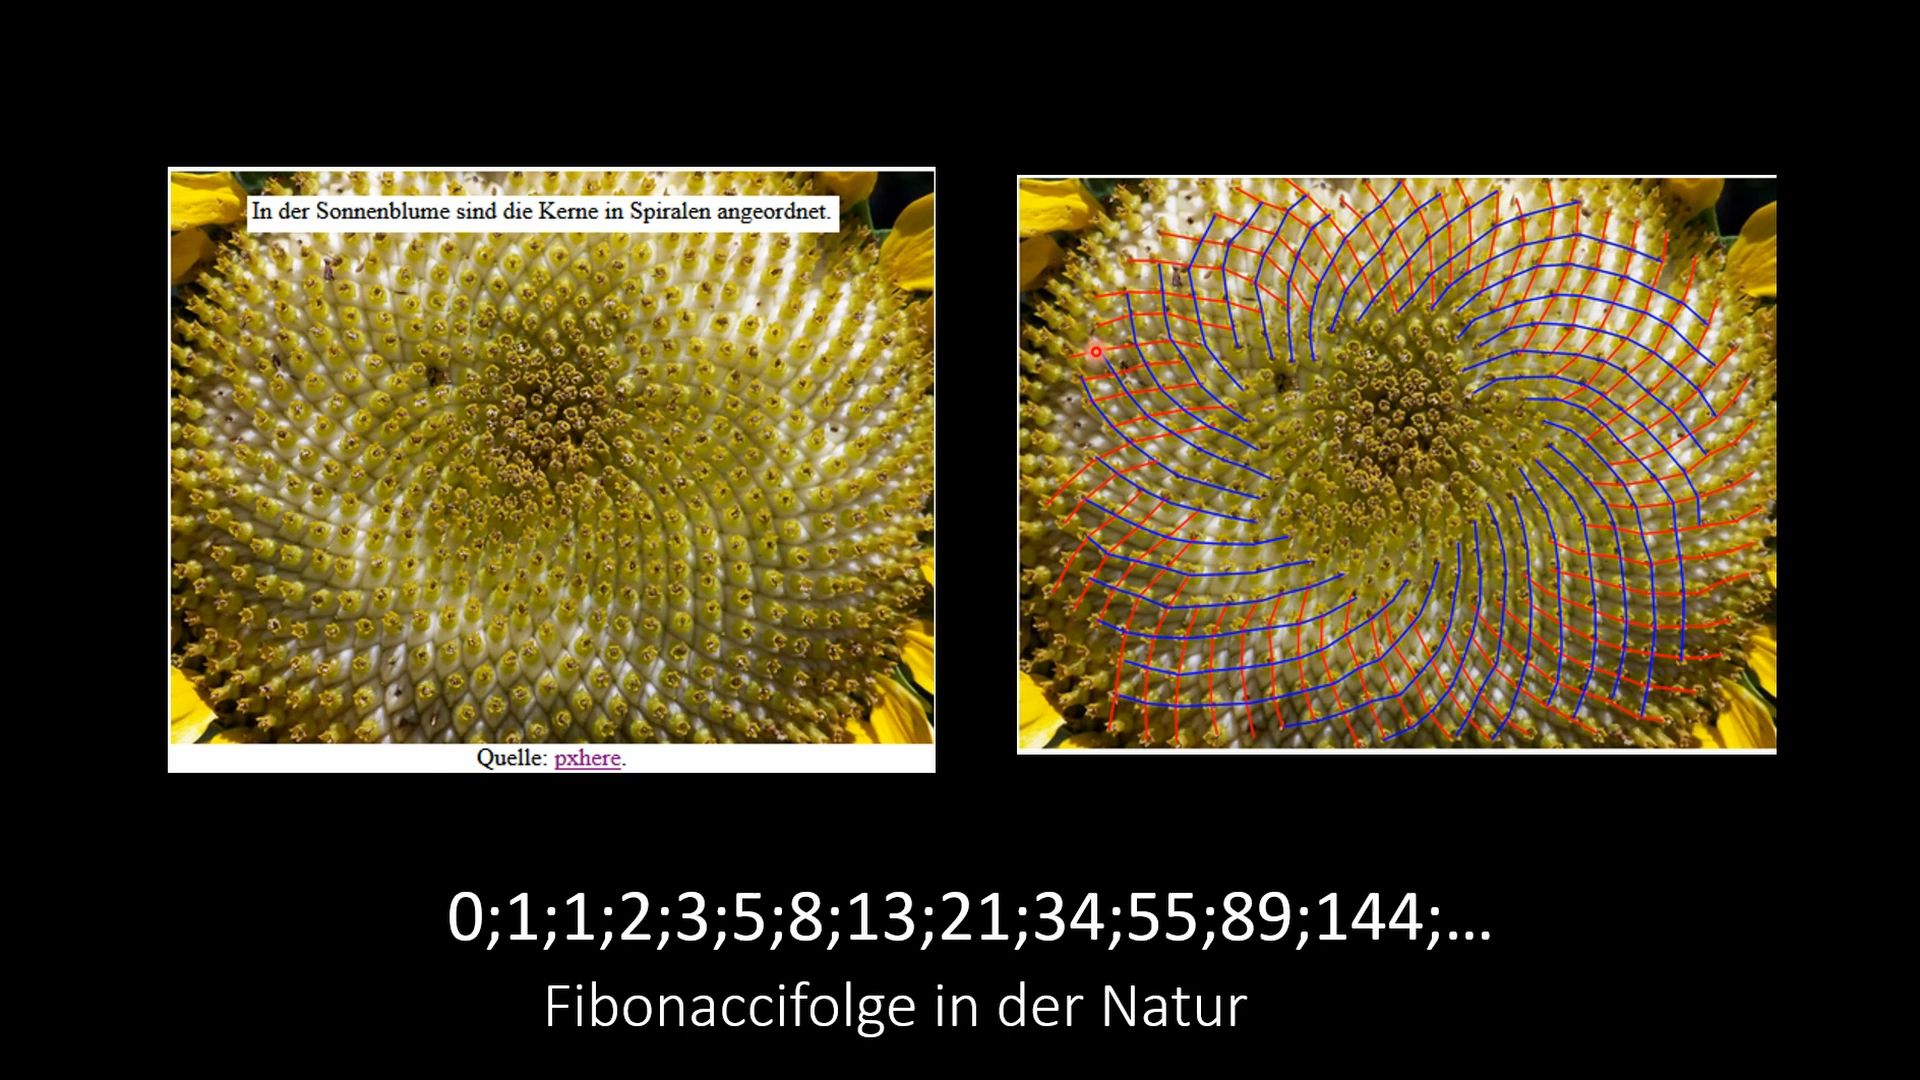 In der Sonnenblume sind die Kerne in Spiralen angeordnet.
Quelle: pxhere.
0;1;1;2;3;5;8;13;21;34;55;89;144;...
Fibonaccifolge in der Natur